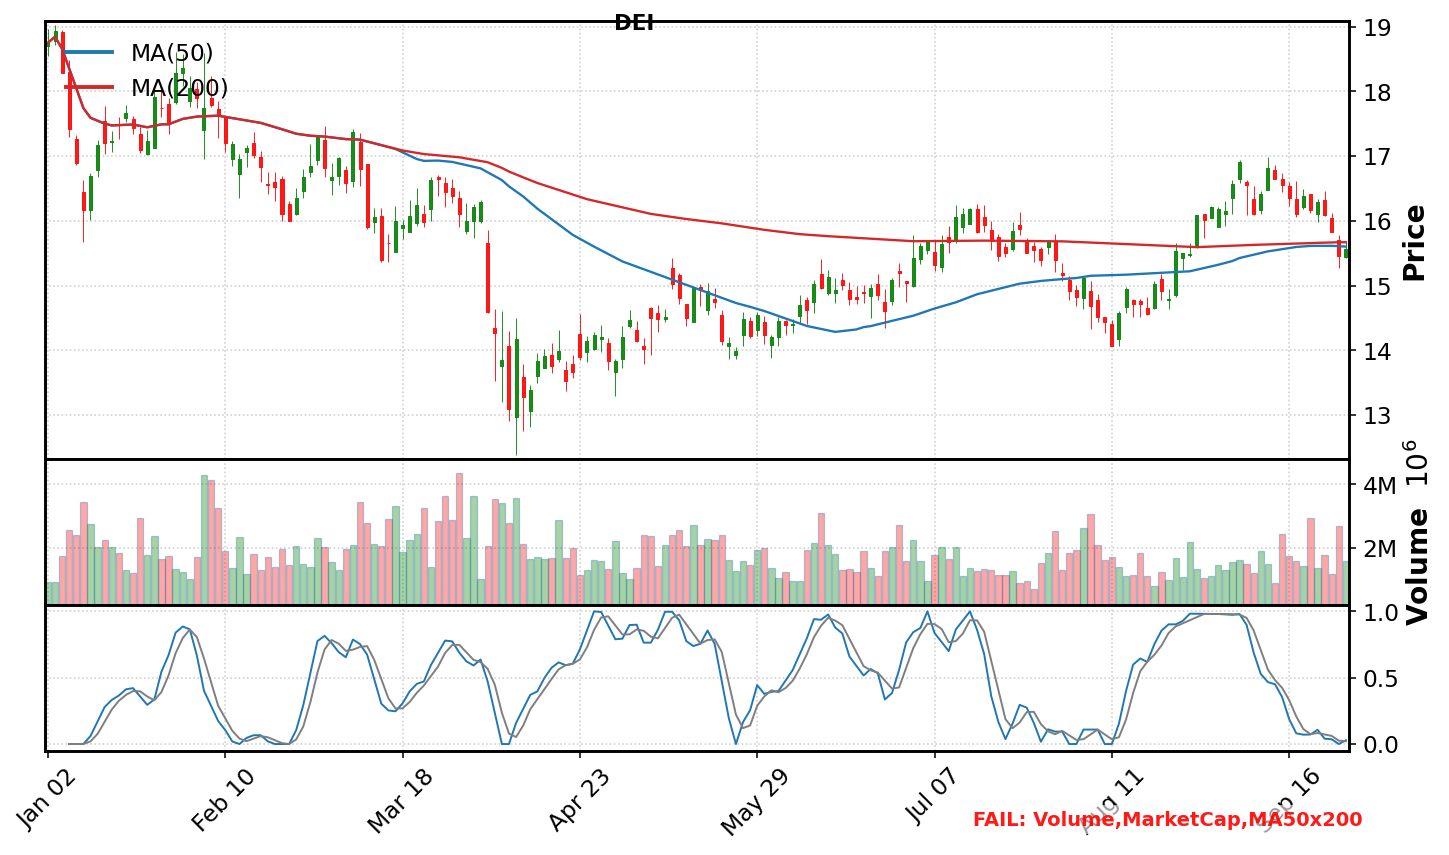 DEI
MA(50)
MA(200)
19
18
17
16
15
14
13
Price
4M
2M
Volume 10^6
1.0
0.5
0.0
Jan 02
Feb 10
Mar 18
Apr 23
May 29
Jul 07
Aug 11
Sep 16
FAIL: Volume,MarketCap,MA50x200